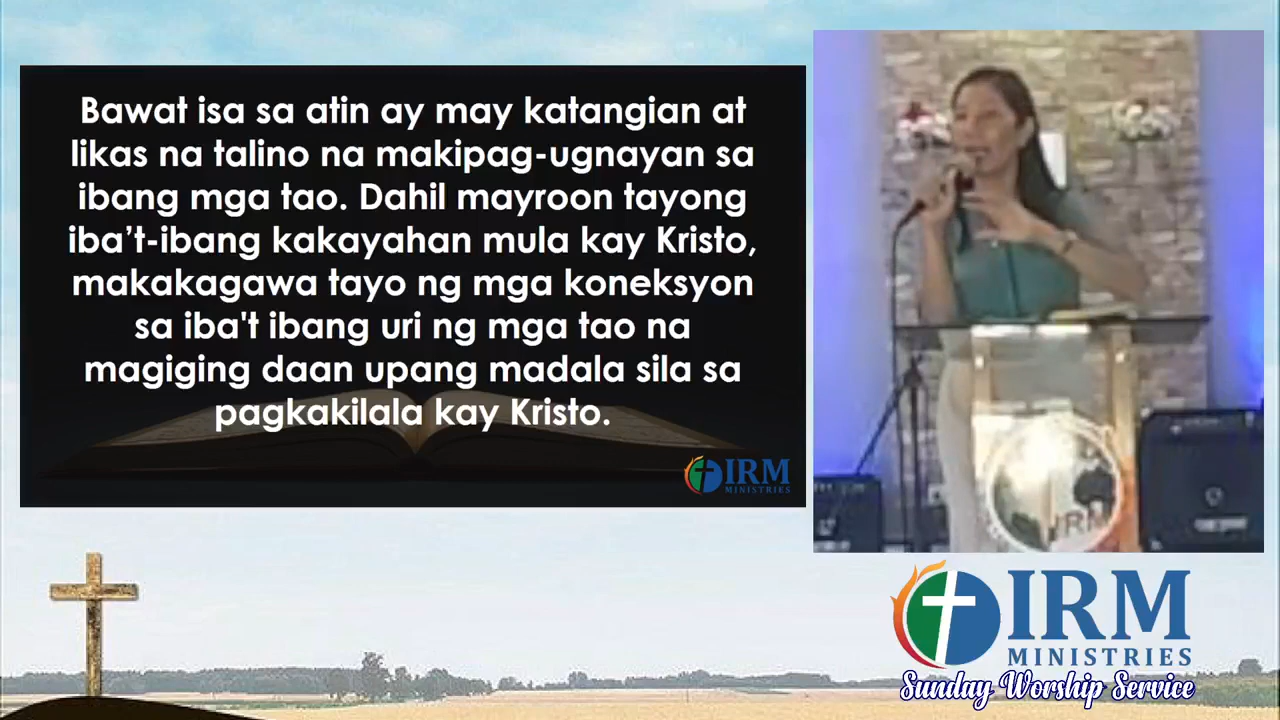 Bawat isa sa atin ay may katangian at
likas na talino na makipag-ugnayan sa
ibang mga tao. Dahil mayroon tayong
iba’t-ibang kakayahan mula kay Kristo,
makakagawa tayo ng mga koneksyon
sa iba't ibang uri ng mga tao na
magiging daan upang madala sila sa
pagkakilala kay Kristo.
IRM
MINISTRIES
IRM
IRM
MINISTRIES
Sunday Worship Service